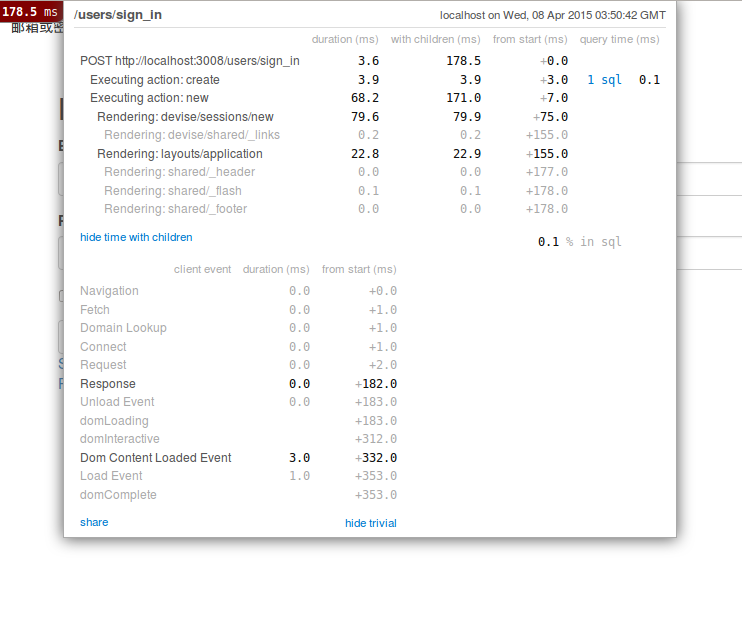 178.5 ms
/users/sign_in localhost on Wed, 08 Apr 2015 03:50:42 GMT
邮箱或密
duration (ms) with children (ms) from start (ms) query time (ms)
POST http://localhost:3008/users/sign_in 3.6 178.5 +0.0
Executing action: create 3.9 3.9 +3.0 1 sql 0.1
Executing action: new 68.2 171.0 +7.0
Rendering: devise/sessions/new 79.6 79.9 +75.0
Rendering: devise/shared/_links 0.2 0.2 +155.0
Rendering: layouts/application 22.8 22.9 +155.0
Rendering: shared/_header 0.0 0.0 +177.0
Rendering: shared/_flash 0.1 0.1 +178.0
Rendering: shared/_footer 0.0 0.0 +178.0
hide time with children 0.1 % in sql
client event duration (ms) from start (ms)
Navigation 0.0 +0.0
Fetch 0.0 +1.0
Domain Lookup 0.0 +1.0
Connect 0.0 +1.0
Request 0.0 +2.0
Response 0.0 +182.0
Unload Event 0.0 +183.0
domLoading +183.0
domInteractive +312.0
Dom Content Loaded Event 3.0 +332.0
Load Event 1.0 +353.0
domComplete +353.0
share hide trivial